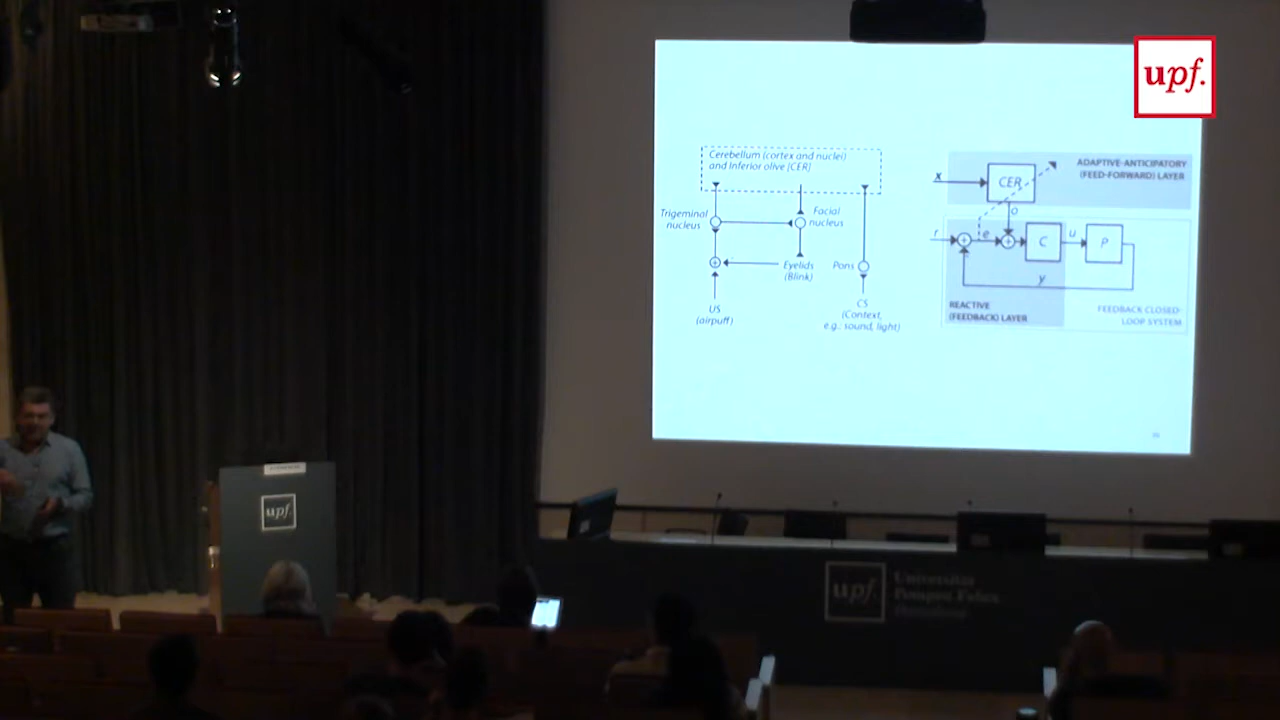 upf.
Cerebellum (cortex and nuclei)
and Inferior olive [CER]
Trigeminal
nucleus
Facial
nucleus
Eyelids
(Blink)
Pons
US
(airpuff)
CS
(Context,
e.g.: sound, light)
ADAPTIVE-ANTICIPATORY
(FEED-FORWARD) LAYER
x
CER
o
r
e
C
u
P
y
REACTIVE
(FEEDBACK) LAYER
FEEDBACK CLOSED-
LOOP SYSTEM
upf.
upf.
Universitat
Pompeu Fabra
Barcelona